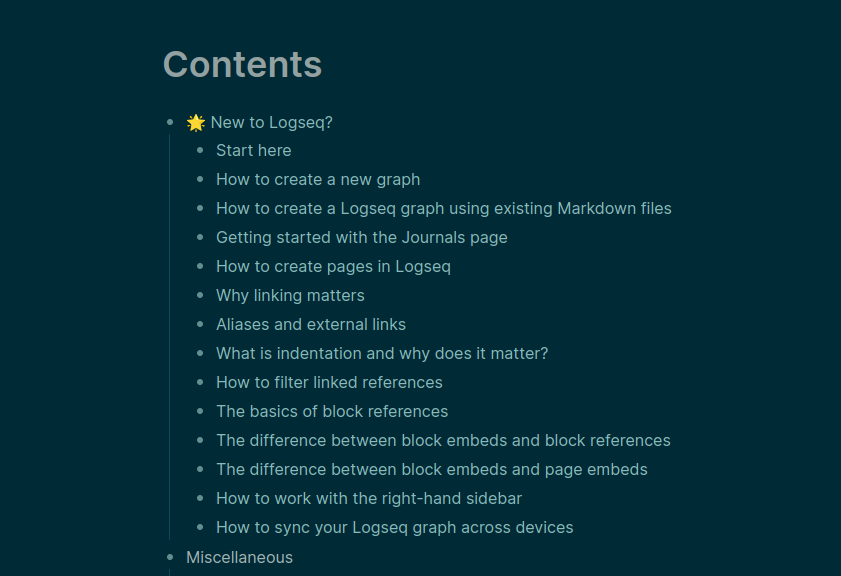 Contents
🌟 New to Logseq?
Start here
How to create a new graph
How to create a Logseq graph using existing Markdown files
Getting started with the Journals page
How to create pages in Logseq
Why linking matters
Aliases and external links
What is indentation and why does it matter?
How to filter linked references
The basics of block references
The difference between block embeds and block references
The difference between block embeds and page embeds
How to work with the right-hand sidebar
How to sync your Logseq graph across devices
Miscellaneous